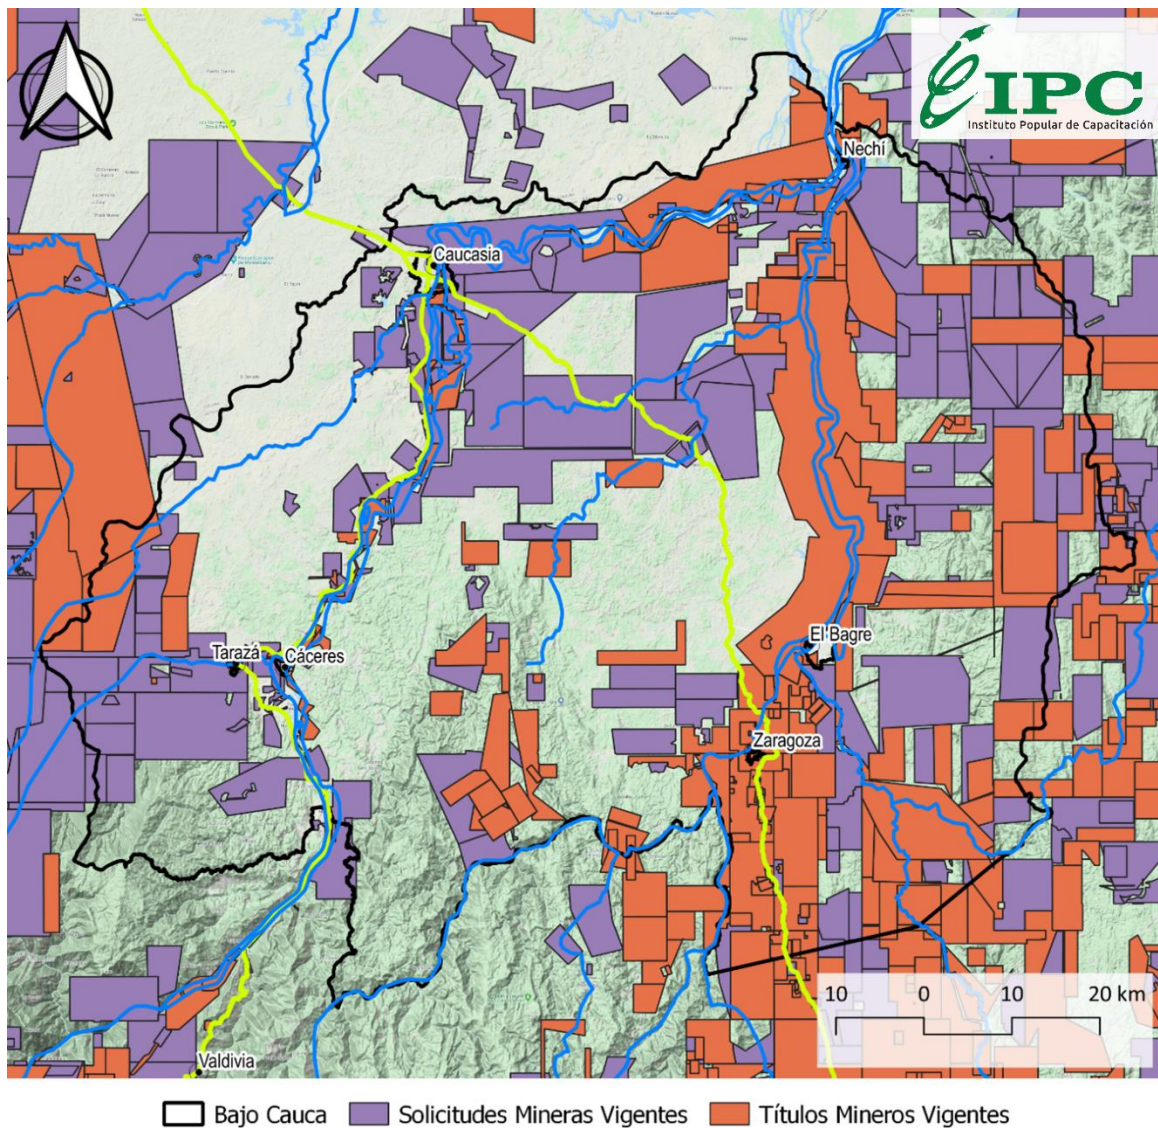 IPC
Instituto Popular de Capacitación
Nechí
Caucasia
El Bagre
Tarazá
Cáceres
Zaragoza
10 0 10 20 km
Valdivia
Bajo Cauca
Solicitudes Mineras Vigentes
Títulos Mineros Vigentes